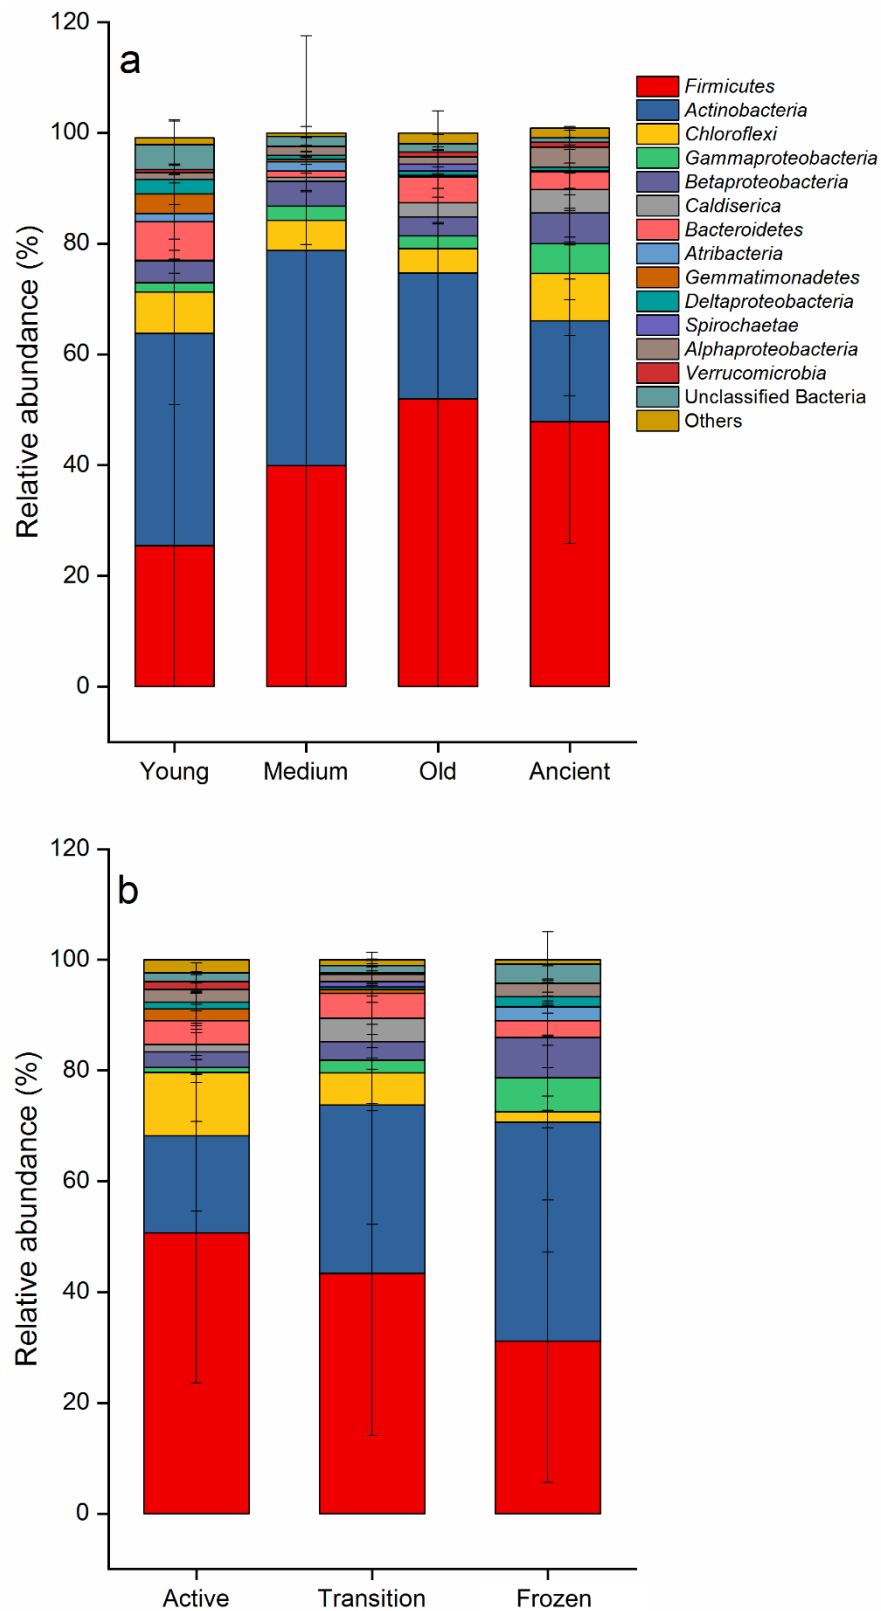 a
Relative abundance (%)
120
100
80
60
40
20
0
Young
Medium
Old
Ancient
Firmicutes
Actinobacteria
Chloroflexi
Gammaproteobacteria
Betaproteobacteria
Caldiserica
Bacteroidetes
Atribacteria
Gemmatimonadetes
Deltaproteobacteria
Spirochaetae
Alphaproteobacteria
Verrucomicrobia
Unclassified Bacteria
Others
b
Relative abundance (%)
120
100
80
60
40
20
0
Active
Transition
Frozen